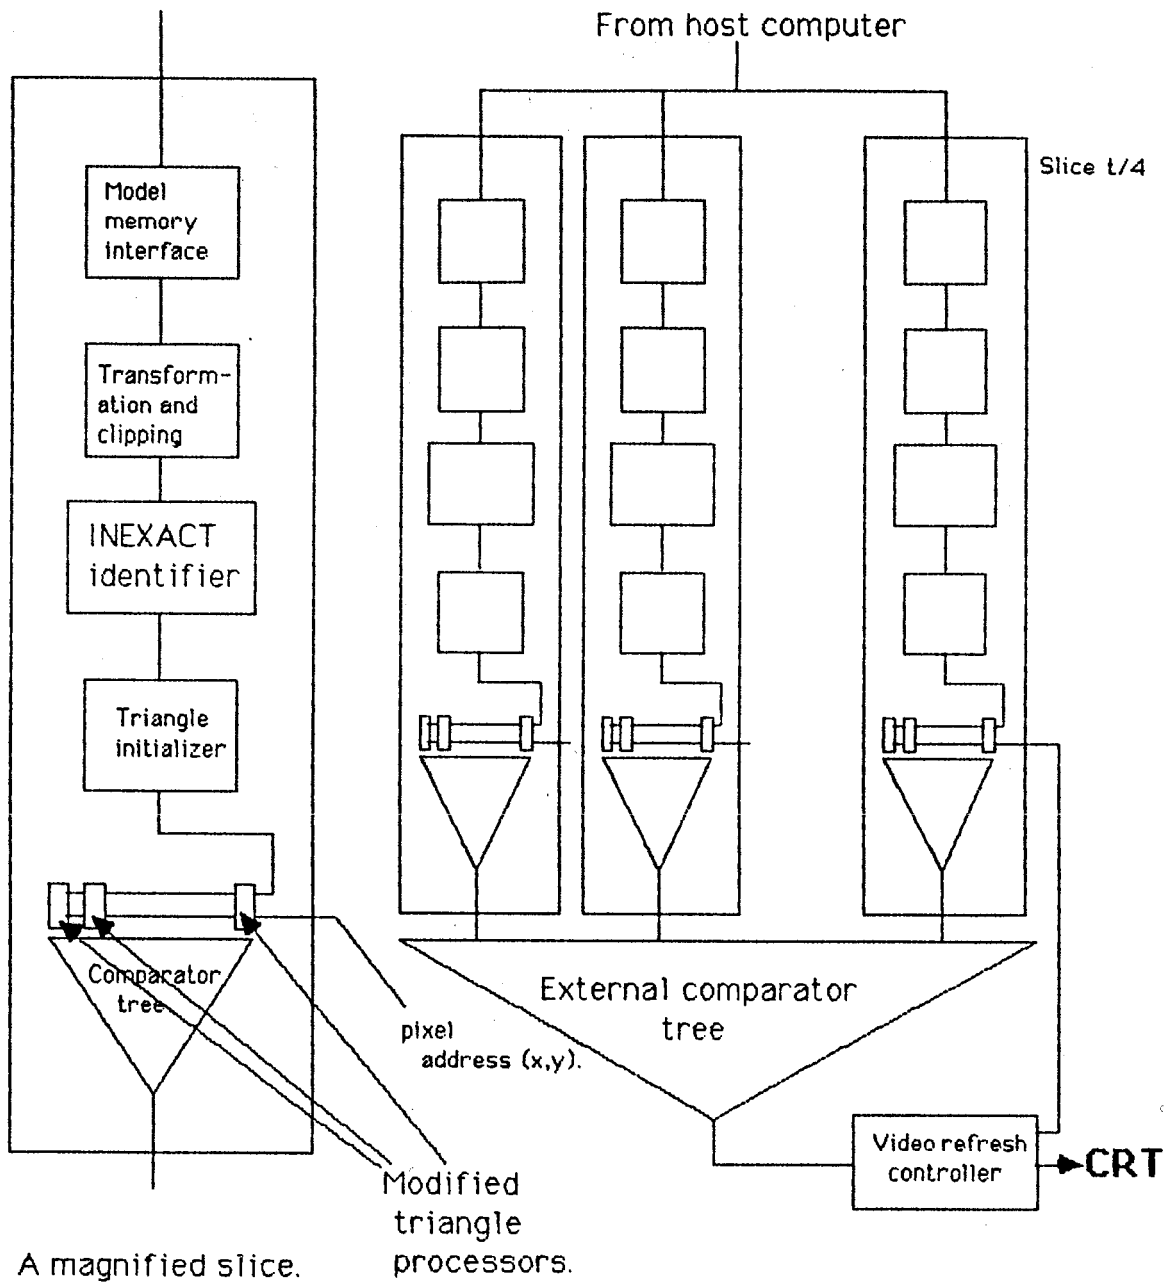 From host computer
Slice t/4
Model
memory
interface
Transform-
ation and
clipping
INEXACT
identifier
Triangle
initializer
Comparator
tree
pixel
address (x,y).
External comparator
tree
Video refresh
controller
CRT
Modified
triangle
processors.
A magnified slice.